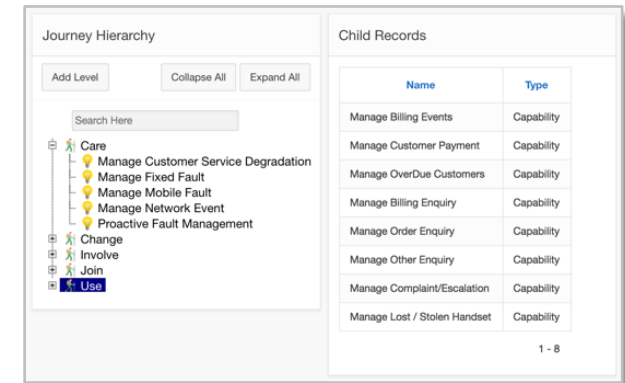 Journey Hierarchy
Add Level Collapse All Expand All
Search Here
Care
Manage Customer Service Degradation
Manage Fixed Fault
Manage Mobile Fault
Manage Network Event
Proactive Fault Management
Change
Involve
Join
Use
Child Records
Name Type
Manage Billing Events Capability
Manage Customer Payment Capability
Manage OverDue Customers Capability
Manage Billing Enquiry Capability
Manage Order Enquiry Capability
Manage Other Enquiry Capability
Manage Complaint/Escalation Capability
Manage Lost / Stolen Handset Capability
1 - 8